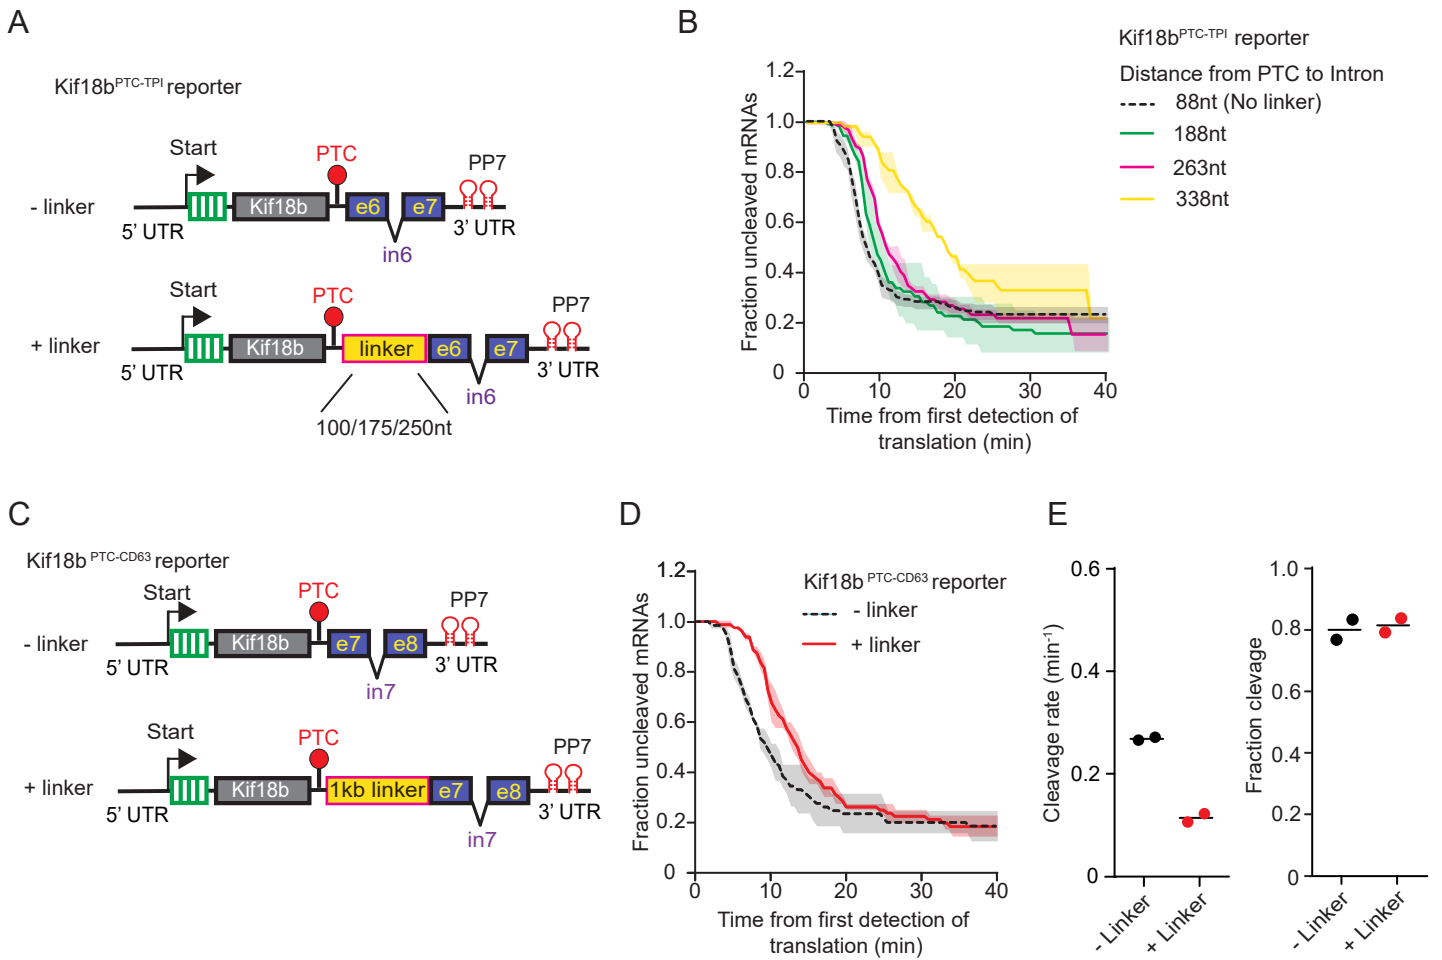 A
Kif18bPTC-TPI reporter
Start
PTC
PP7
- linker
Kif18b
e6
e7
5' UTR
3' UTR
in6
Start
PTC
PP7
+ linker
Kif18b
linker
e6
e7
5' UTR
3' UTR
in6
100/175/250nt
B
Kif18bPTC-TPI reporter
Distance from PTC to Intron
88nt (No linker)
188nt
263nt
338nt
Fraction uncleaved mRNAs
1.2
1.0
0.8
0.6
0.4
0.2
0
0 10 20 30 40
Time from first detection of
translation (min)
C
Kif18b PTC-CD63 reporter
Start
PTC
PP7
- linker
Kif18b
e7
e8
5' UTR
3' UTR
in7
Start
PTC
PP7
+ linker
Kif18b
1kb linker
e7
e8
5' UTR
3' UTR
in7
D
Kif18b PTC-CD63 reporter
- linker
+ linker
Fraction uncleaved mRNAs
1.2
1.0
0.8
0.6
0.4
0.2
0
0 10 20 30 40
Time from first detection of
translation (min)
E
Cleavage rate (min-1)
0.6
0.4
0.2
0
- Linker
+ Linker
Fraction clevage
1.0
0.8
0.6
0.4
0.2
0
- Linker
+ Linker